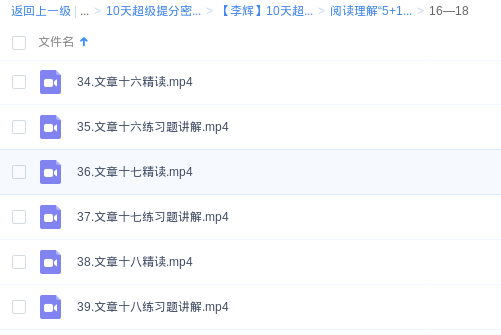 返回上一级 | ... > 10天超级提分密... > 【李辉】10天超... > 阅读理解“5+1... > 16—18
文件名
34.文章十六精读.mp4
35.文章十六练习题讲解.mp4
36.文章十七精读.mp4
37.文章十七练习题讲解.mp4
38.文章十八精读.mp4
39.文章十八练习题讲解.mp4